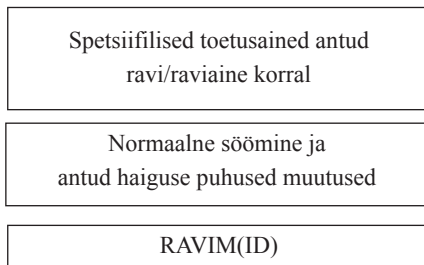 Spetsiifilised toetusained antud
ravi/raviaine korral
Normaalne söömine ja
antud haiguse puhused muutused
RAVIM(ID)